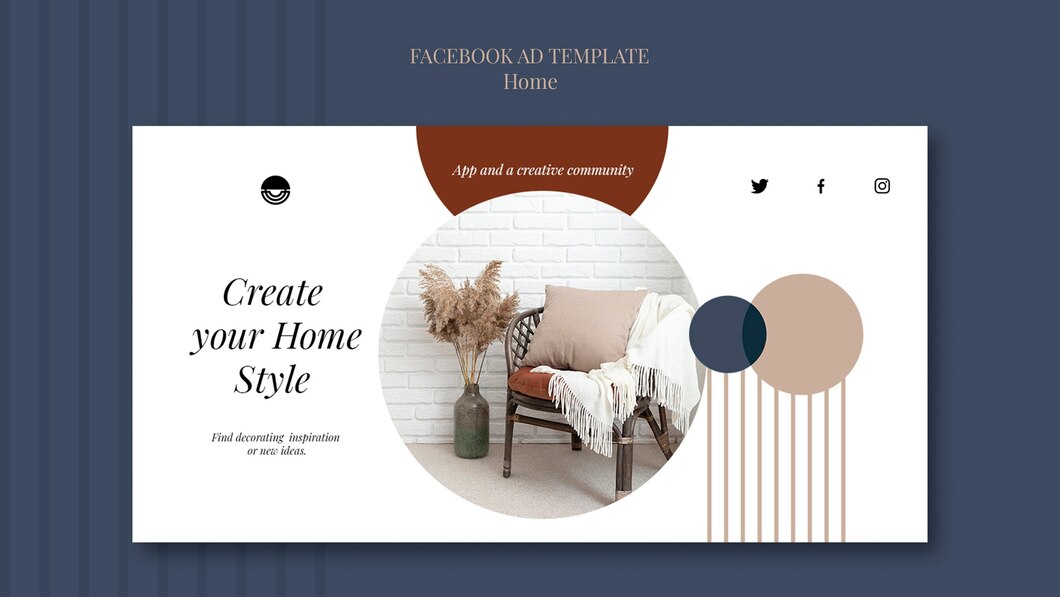 FACEBOOK AD TEMPLATE
Home
App and a creative community
Create
your Home
Style
Find decorating inspiration
or new ideas.